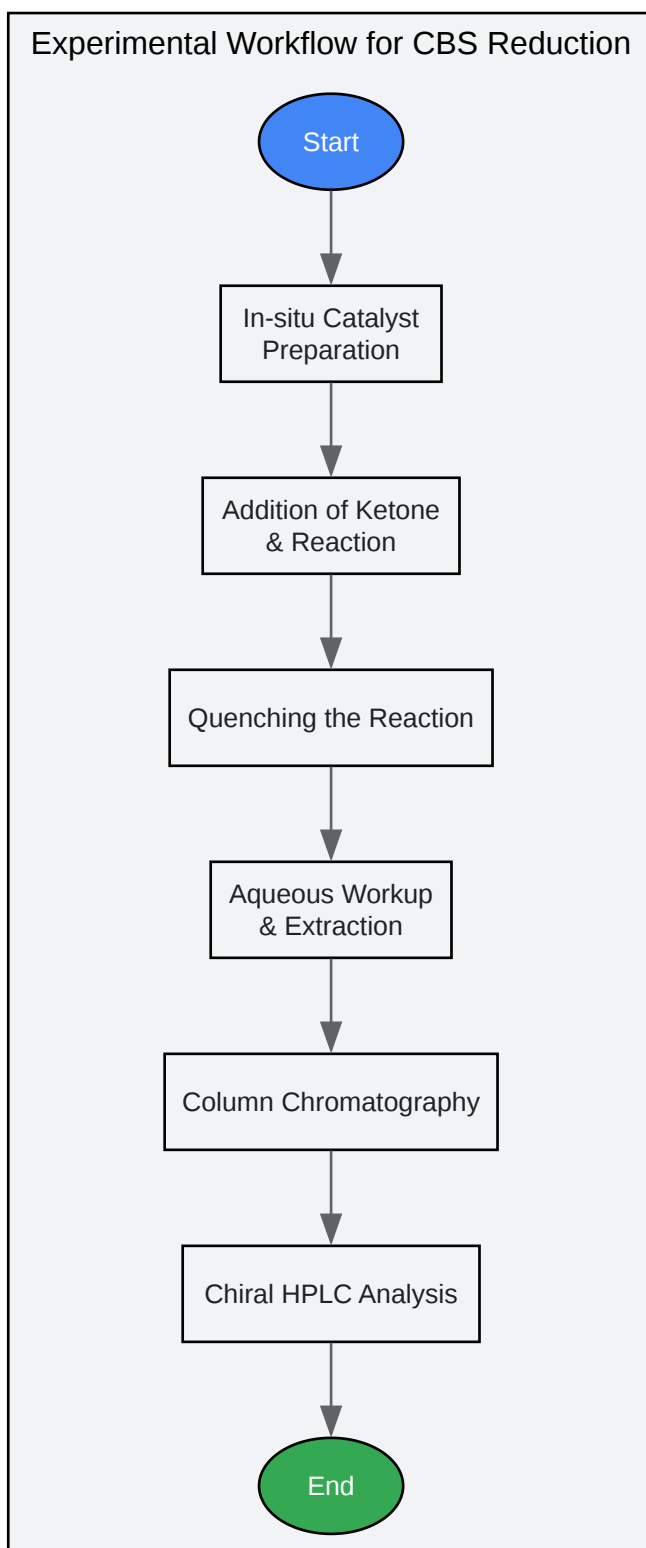 Experimental Workflow for CBS Reduction
Start
In-situ Catalyst
Preparation
Addition of Ketone
& Reaction
Quenching the Reaction
Aqueous Workup
& Extraction
Column Chromatography
Chiral HPLC Analysis
End